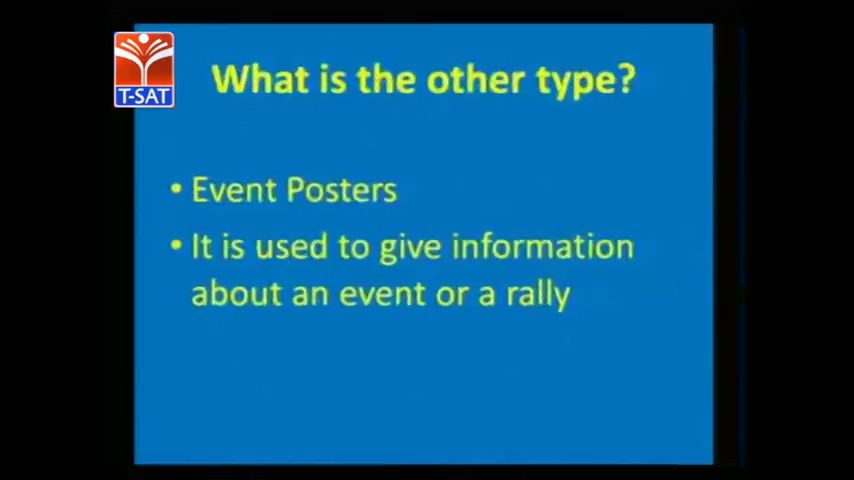 T-SAT
What is the other type?
• Event Posters
• It is used to give information
about an event or a rally